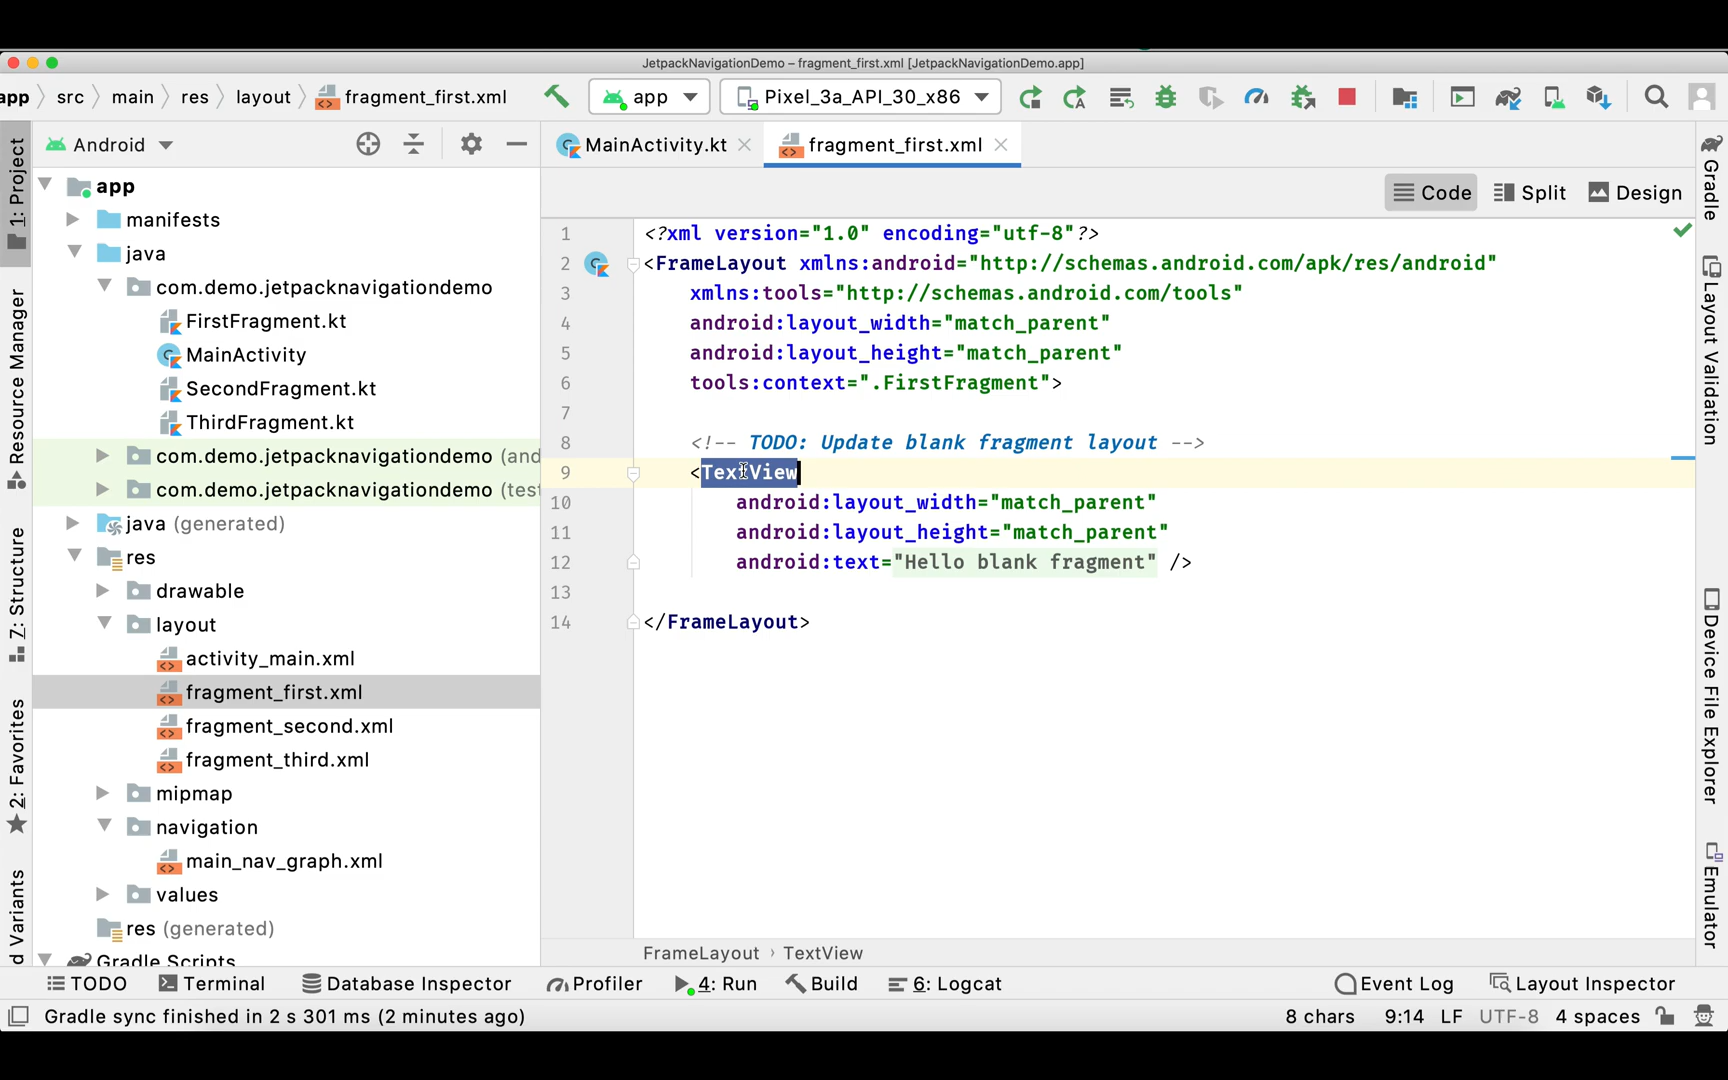 JetpackNavigationDemo – fragment_first.xml [JetpackNavigationDemo.app]
app src main res layout fragment_first.xml app Pixel_3a_API_30_x86
Android MainActivity.kt fragment_first.xml
Code Split Design
1: Project
Resource Manager
7: Structure
2: Favorites
d Variants
app
manifests
java
com.demo.jetpacknavigationdemo
FirstFragment.kt
MainActivity
SecondFragment.kt
ThirdFragment.kt
com.demo.jetpacknavigationdemo (and
com.demo.jetpacknavigationdemo (test
java (generated)
res
drawable
layout
activity_main.xml
fragment_first.xml
fragment_second.xml
fragment_third.xml
mipmap
navigation
main_nav_graph.xml
values
res (generated)
Gradle Scripts
1 <?xml version="1.0" encoding="utf-8"?>
2 <FrameLayout xmlns:android="http://schemas.android.com/apk/res/android"
3 xmlns:tools="http://schemas.android.com/tools"
4 android:layout_width="match_parent"
5 android:layout_height="match_parent"
6 tools:context=".FirstFragment">
7
8 <!-- TODO: Update blank fragment layout -->
9 <TextView
10 android:layout_width="match_parent"
11 android:layout_height="match_parent"
12 android:text="Hello blank fragment" />
13
14 </FrameLayout>
FrameLayout › TextView
Gradle
Layout Validation
Device File Explorer
Emulator
TODO Terminal Database Inspector Profiler 4: Run Build 6: Logcat Event Log Layout Inspector
Gradle sync finished in 2 s 301 ms (2 minutes ago) 8 chars 9:14 LF UTF-8 4 spaces